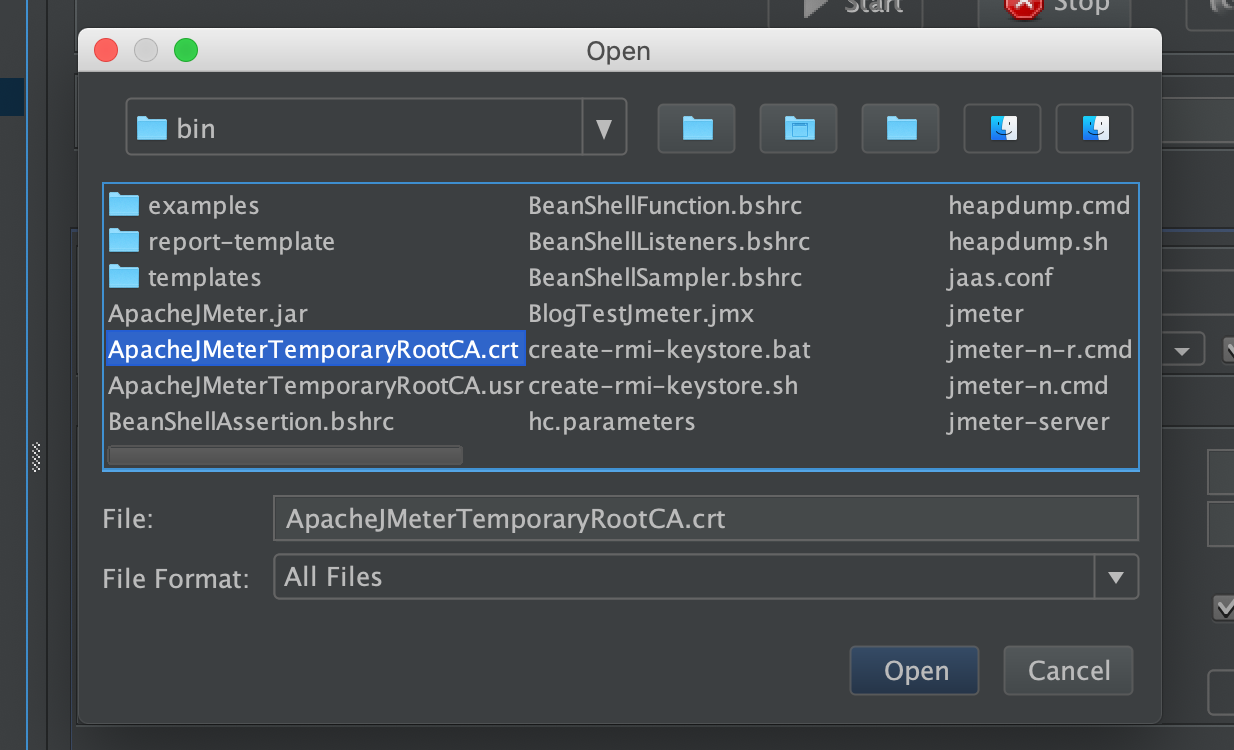 Start Stop
Open
bin
examples BeanShellFunction.bshrc heapdump.cmd
report-template BeanShellListeners.bshrc heapdump.sh
templates BeanShellSampler.bshrc jaas.conf
ApacheJMeter.jar BlogTestJmeter.jmx jmeter
ApacheJMeterTemporaryRootCA.crt create-rmi-keystore.bat jmeter-n-r.cmd
ApacheJMeterTemporaryRootCA.usr create-rmi-keystore.sh jmeter-n.cmd
BeanShellAssertion.bshrc hc.parameters jmeter-server
File: ApacheJMeterTemporaryRootCA.crt
File Format: All Files
Open Cancel